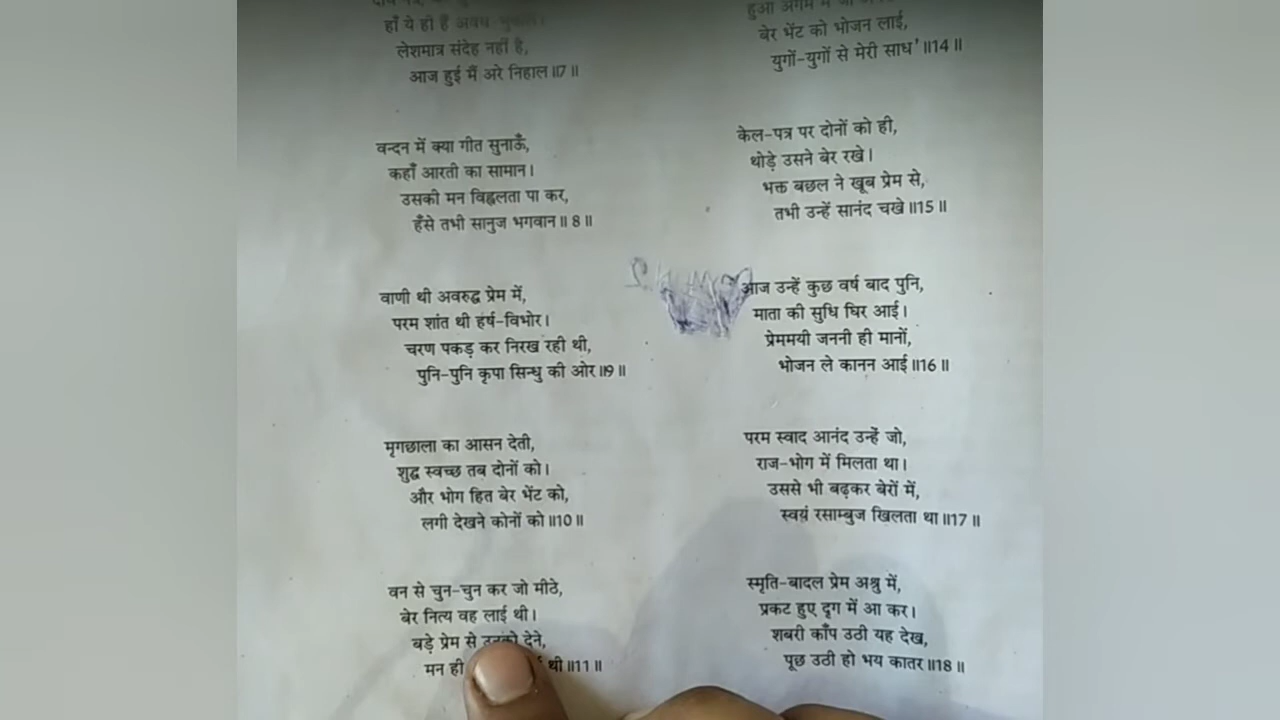 हाँ ये ही हैं अवध-
लेशमात्र संदेह नहीं है,
आज हुई मैं अरे निहाल॥7॥
वन्दन में क्या गीत सुनाऊँ,
कहाँ आरती का सामान।
उसकी मन विह्वलता पा कर,
हँसे तभी सानुज भगवान॥8॥
वाणी थी अवरुद्ध प्रेम में,
परम शांत थी हर्ष-विभोर।
चरण पकड़ कर निरख रही थी,
पुनि-पुनि कृपा सिन्धु की ओर॥9॥
मृगछाला का आसन देती,
शुद्ध स्वच्छ तब दोनों को।
और भोग हित बेर भेंट को,
लगी देखने कोनों को॥10॥
वन से चुन-चुन कर जो मीठे,
बेर नित्य वह लाई थी।
बड़े प्रेम से उनको देने,
मन ही थी॥11॥
हुआ अगम
बेर भेंट को भोजन लाई,
युगों-युगों से मेरी साध'॥14॥
केल-पत्र पर दोनों को ही,
थोड़े उसने बेर रखे।
भक्त बछल ने खूब प्रेम से,
तभी उन्हें सानंद चखे॥15॥
आज उन्हें कुछ वर्ष बाद पुनि,
माता की सुधि घिर आई।
प्रेममयी जननी ही मानों,
भोजन ले कानन आई॥16॥
परम स्वाद आनंद उन्हें जो,
राज-भोग में मिलता था।
उससे भी बढ़कर बेरों में,
स्वयं रसाम्बुज खिलता था॥17॥
स्मृति-बादल प्रेम अश्रु में,
प्रकट हुए दृग में आ कर।
शबरी काँप उठी यह देख,
पूछ उठी हो भय कातर॥18॥